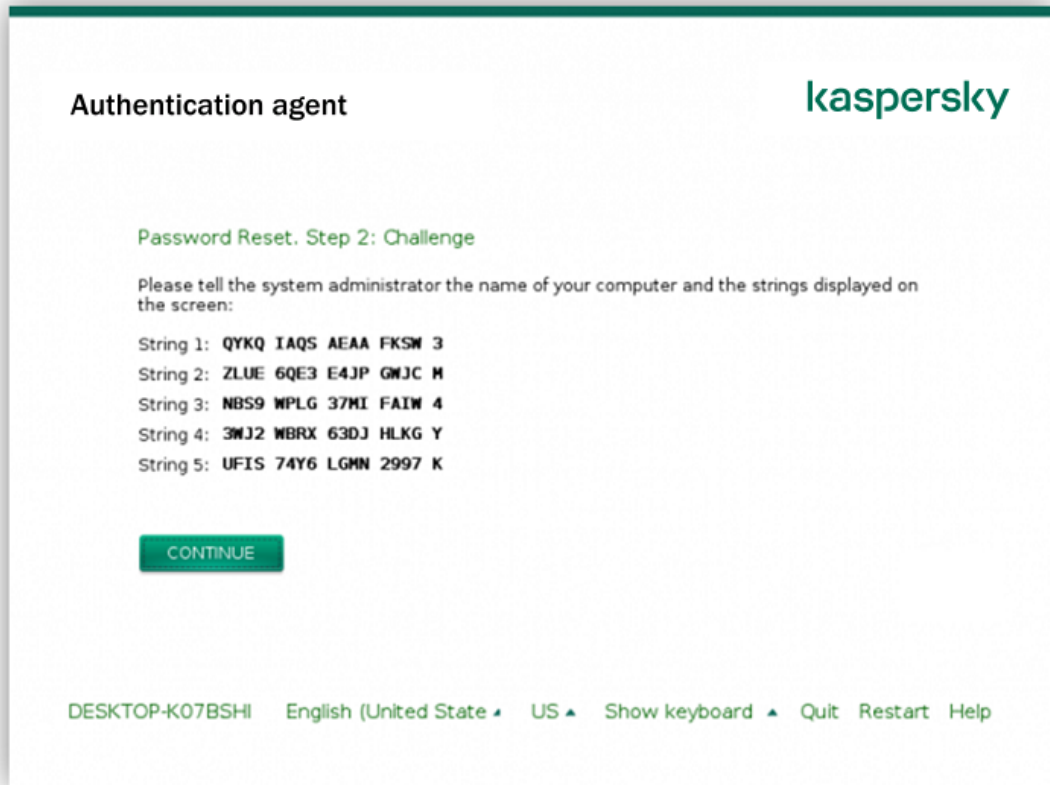 Authentication agent
kaspersky
Password Reset. Step 2: Challenge
Please tell the system administrator the name of your computer and the strings displayed on
the screen:
String 1: QYKQ IAQS AEAA FKSW 3
String 2: ZLUE 6QE3 E4JP GWJC M
String 3: NBS9 WPLG 37MI FAIW 4
String 4: 3WJ2 WBRX 63DJ HLKG Y
String 5: UFIS 74Y6 LGMN 2997 K
CONTINUE
DESKTOP-K07BSHI English (United State US Show keyboard Quit Restart Help